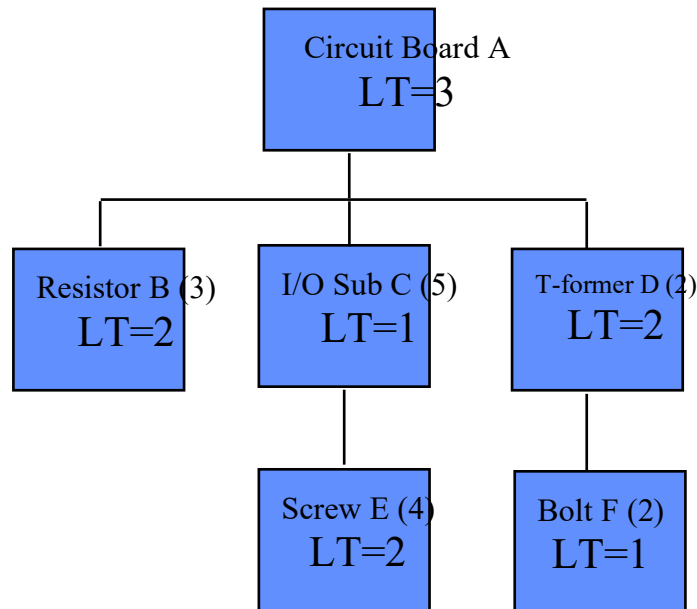 Circuit Board A
LT=3
Resistor B (3)
LT=2
I/O Sub C (5)
LT=1
T-former D (2)
LT=2
Screw E (4)
LT=2
Bolt F (2)
LT=1